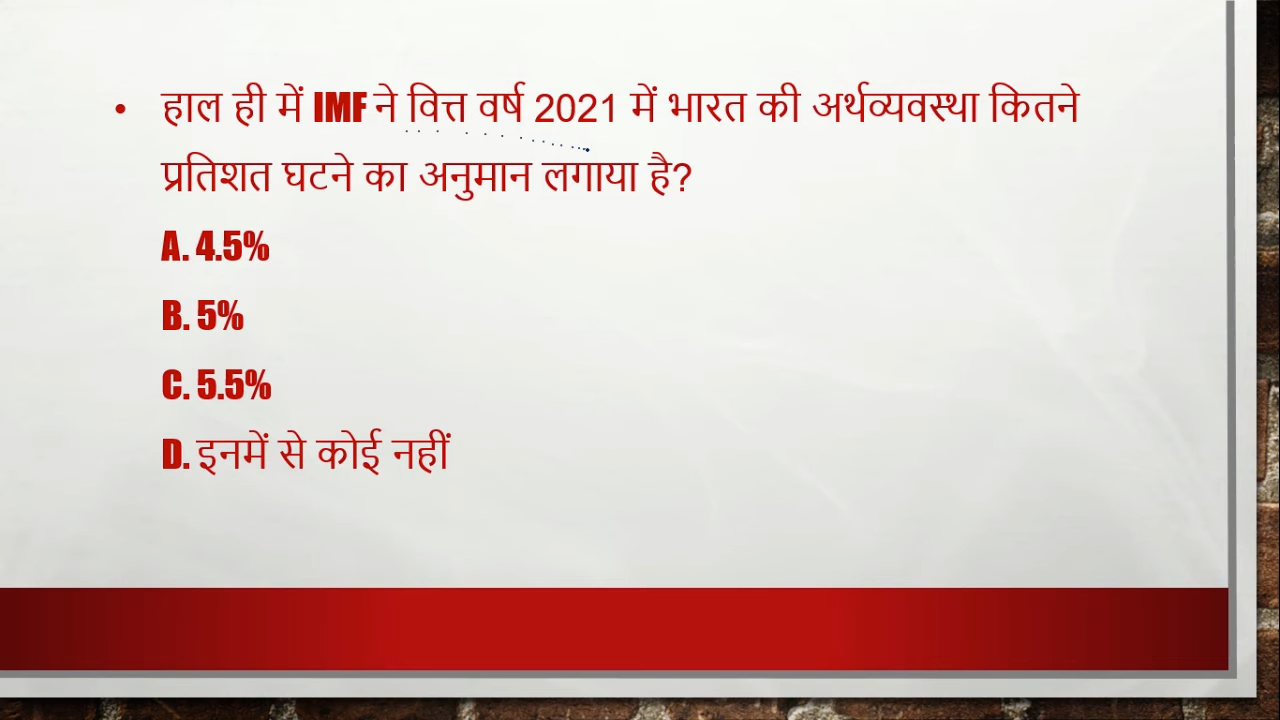 • हाल ही में IMF ने वित्त वर्ष 2021 में भारत की अर्थव्यवस्था कितने
प्रतिशत घटने का अनुमान लगाया है?
A. 4.5%
B. 5%
C. 5.5%
D. इनमें से कोई नहीं